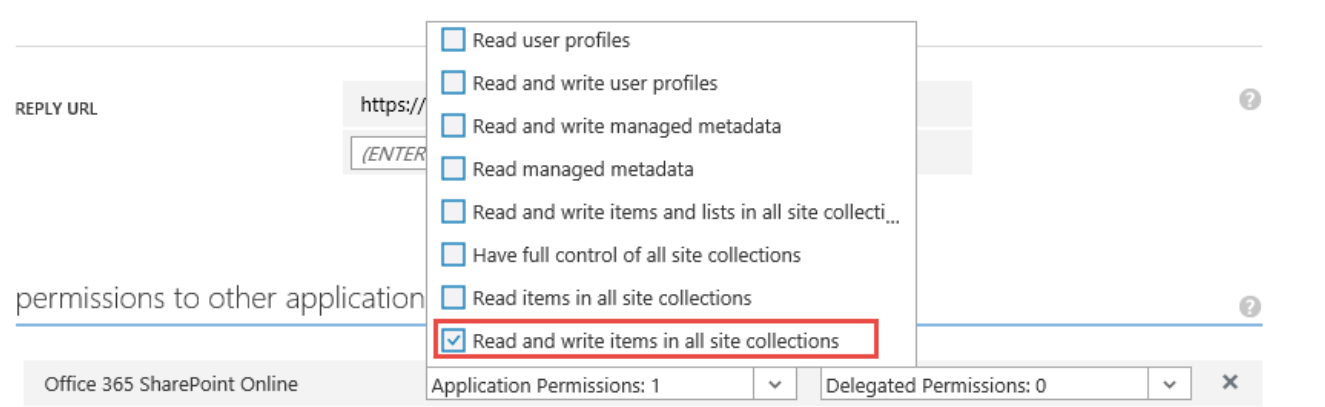 Read user profiles
Read and write user profiles
REPLY URL
https://
Read and write managed metadata
(ENTER
Read managed metadata
Read and write items and lists in all site collecti...
Have full control of all site collections
permissions to other application
Read items in all site collections
Read and write items in all site collections
Office 365 SharePoint Online
Application Permissions: 1
Delegated Permissions: 0